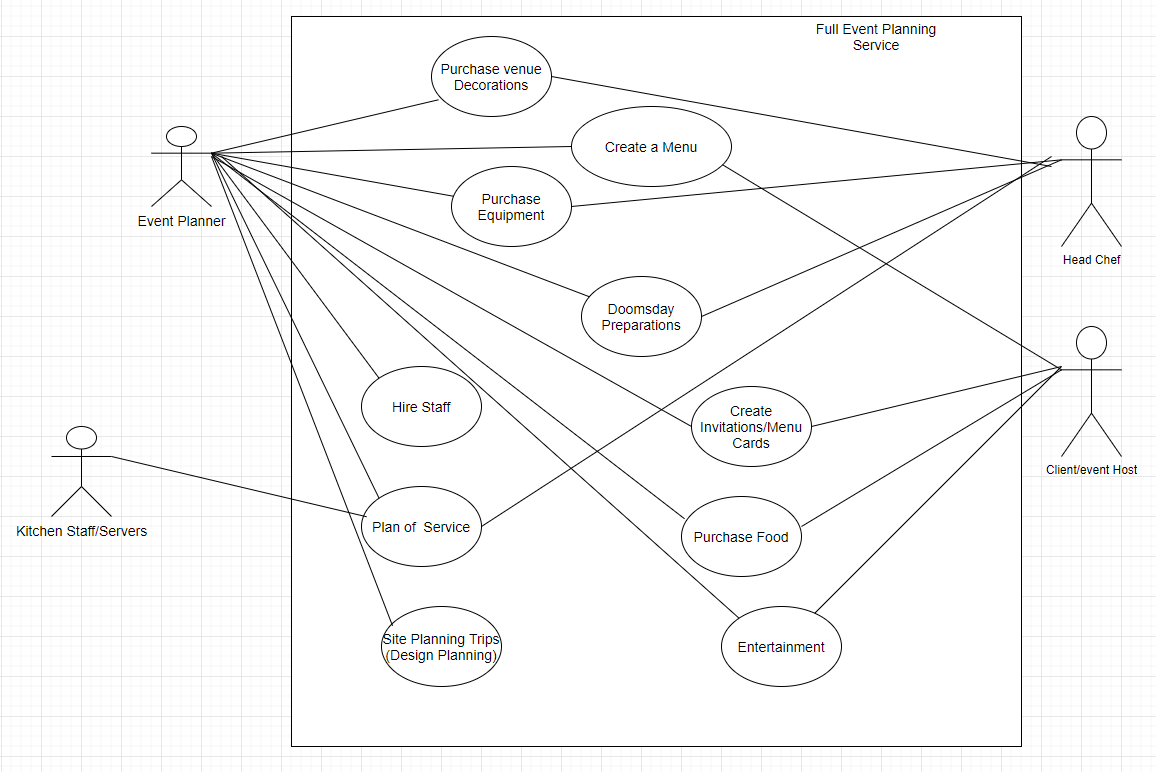 Full Event Planning
Service
Purchase venue
Decorations
Create a Menu
Purchase
Equipment
Event Planner
Head Chef
Doomsday
Preparations
Hire Staff
Create
Invitations/Menu
Cards
Client/event Host
Kitchen Staff/Servers
Plan of  Service
Purchase Food
Site Planning Trips
(Design Planning)
Entertainment